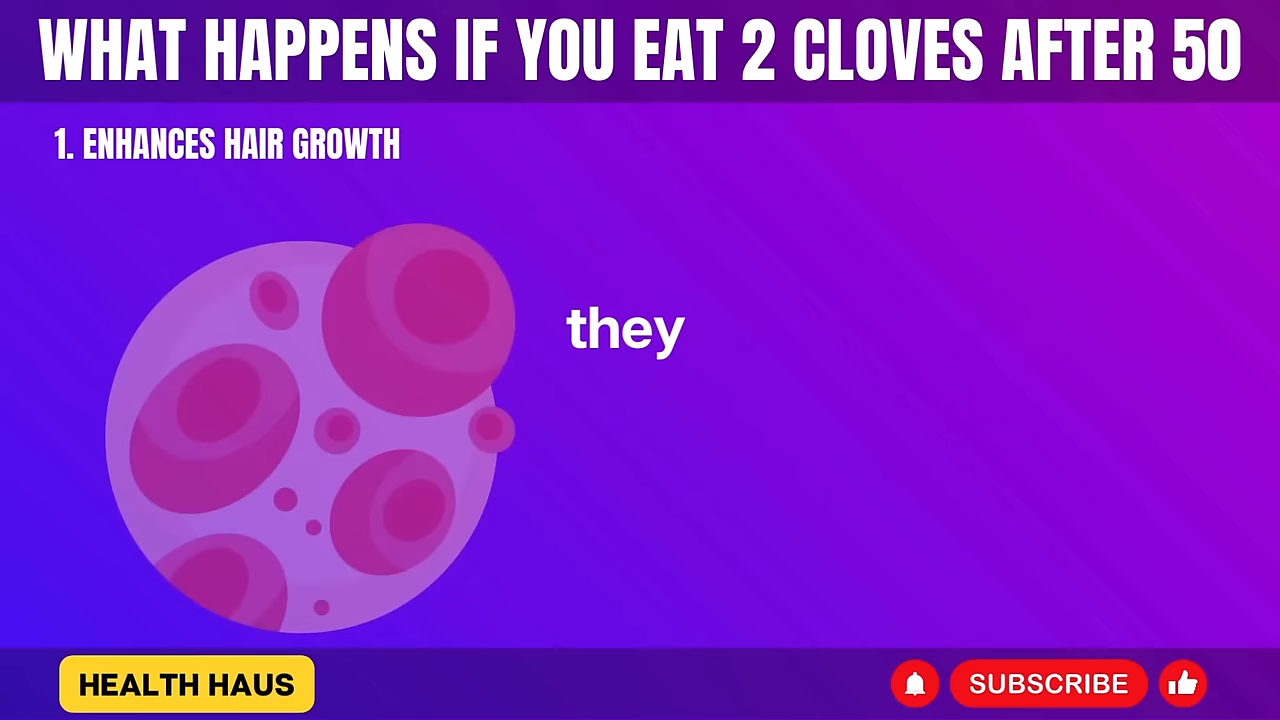 WHAT HAPPENS IF YOU EAT 2 CLOVES AFTER 50
1. ENHANCES HAIR GROWTH
they
HEALTH HAUS
SUBSCRIBE